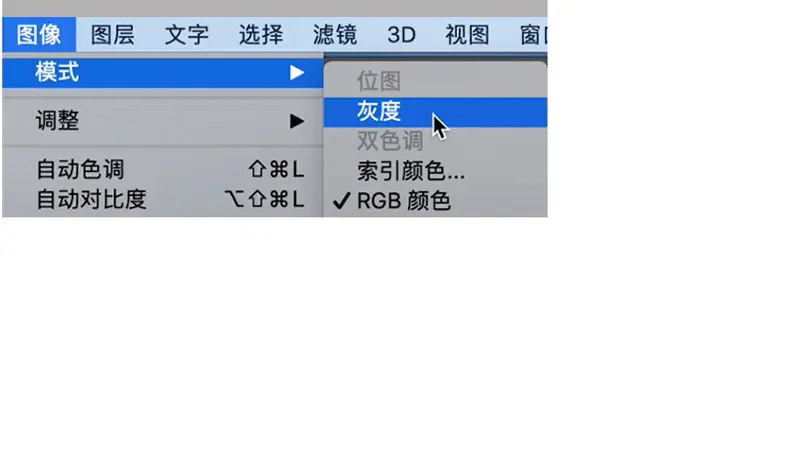 图像 图层 文字 选择 滤镜 3D 视图
模式 ▶
位图
灰度
调整 ▶
双色调
自动色调 ⇧⌘L
索引颜色...
自动对比度 ⌥⇧⌘L
✓ RGB 颜色